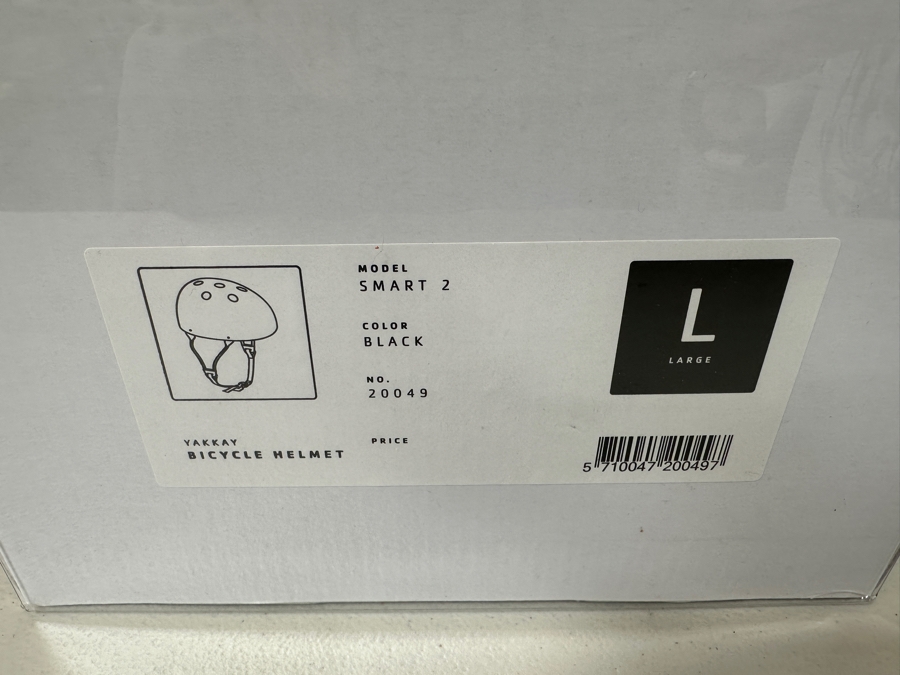 MODEL
SMART 2
COLOR
BLACK
NO.
20049
YAKKAY
BICYCLE HELMET
PRICE
L
LARGE
5 710047 200497